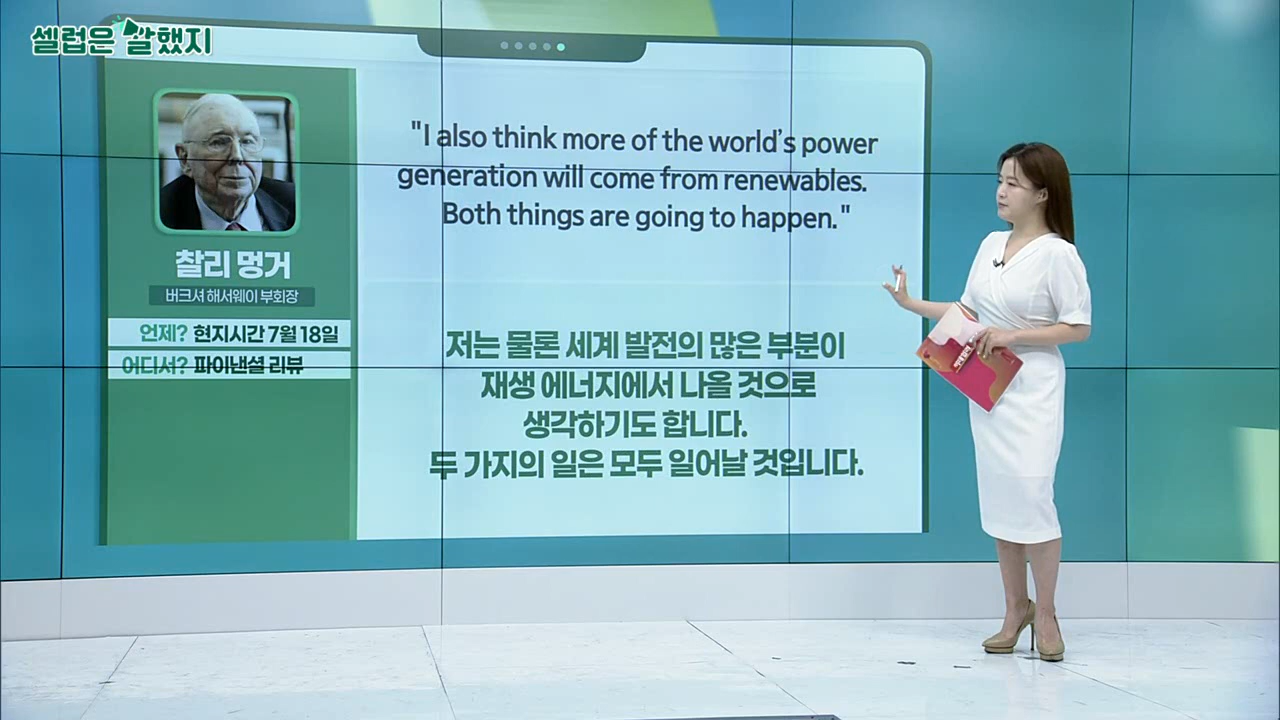 셀럽은 알했지
"I also think more of the world's power
generation will come from renewables.
Both things are going to happen."
찰리 멍거
버크셔 해서웨이 부회장
언제? 현지시간 7월 18일
어디서? 파이낸셜 리뷰
저는 물론 세계 발전의 많은 부분이
재생 에너지에서 나올 것으로
생각하기도 합니다.
두 가지의 일은 모두 일어날 것입니다.